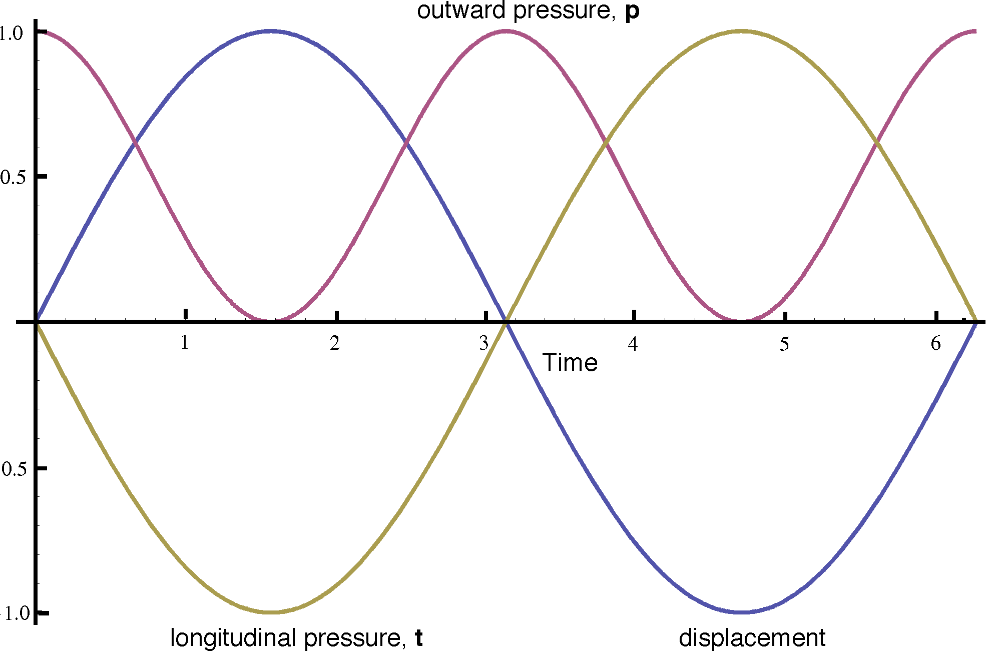 outward pressure, p
1.0
0.5
1 2 3 4 5 6
Time
0.5
1.0
longitudinal pressure, t displacement